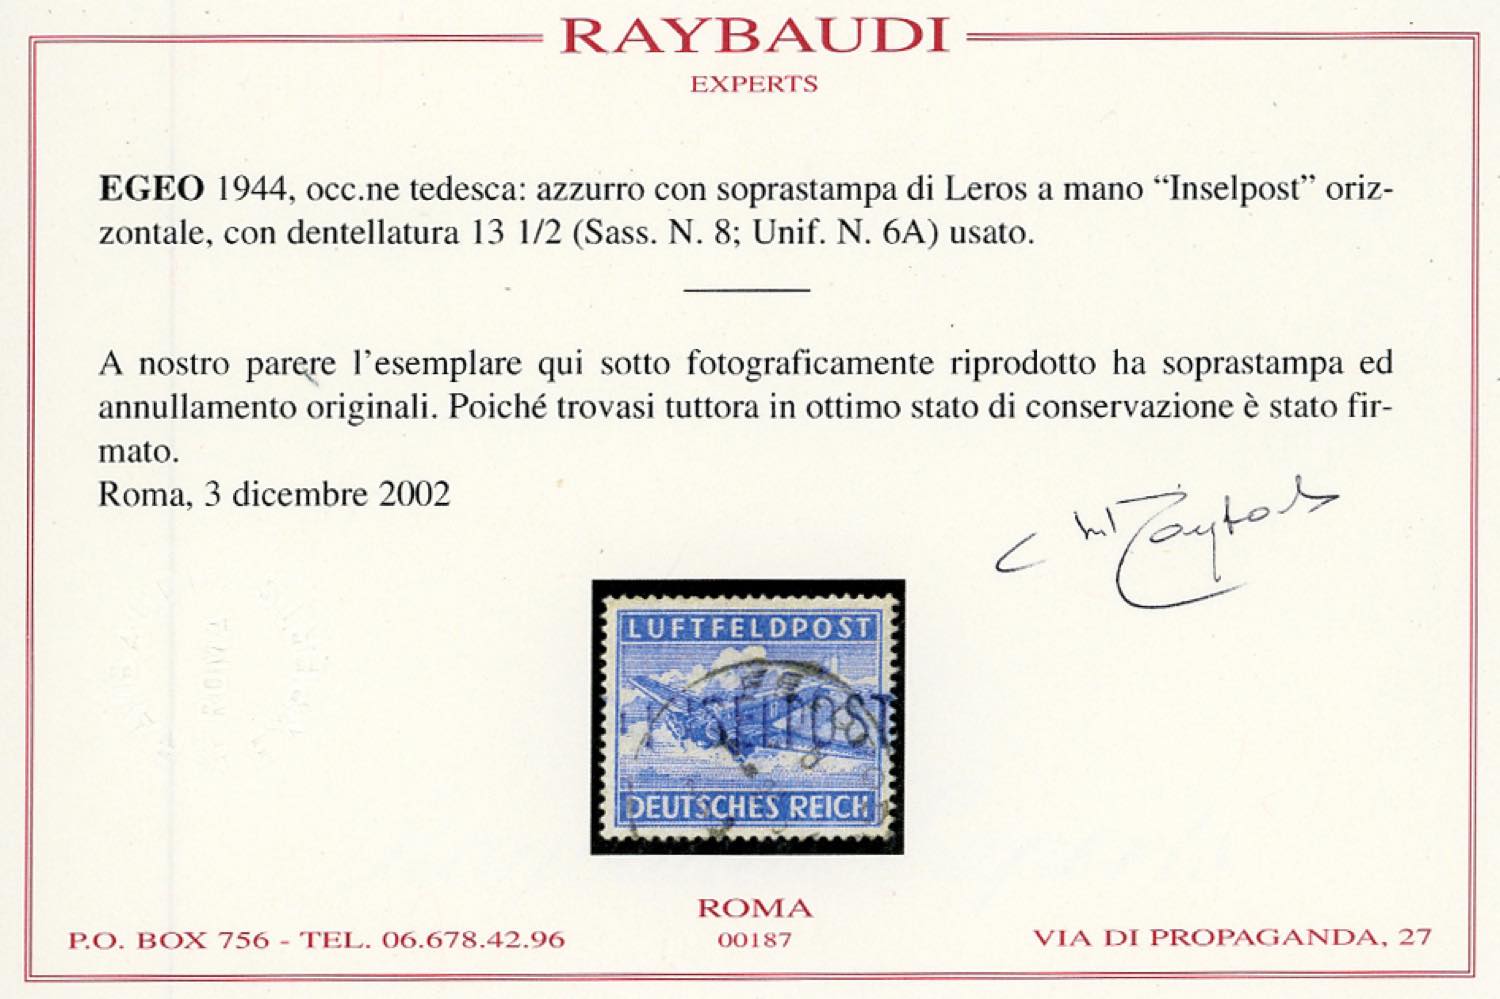 RAYBAUDI
EXPERTS
EGEO 1944, occ.ne tedesca: azzurro con soprastampa di Leros a mano “Inselpost” oriz-
zontale, con dentellatura 13 1/2 (Sass. N. 8; Unif. N. 6A) usato.
A nostro parere l’esemplare qui sotto fotograficamente riprodotto ha soprastampa ed
annullamento originali. Poiché trovasi tuttora in ottimo stato di conservazione è stato fir-
mato.
Roma, 3 dicembre 2002
LUFTFELDPOST
INSELPOST
DEUTSCHES REICH
ROMA
P.O. BOX 756 - TEL. 06.678.42.96
00187
VIA DI PROPAGANDA, 27